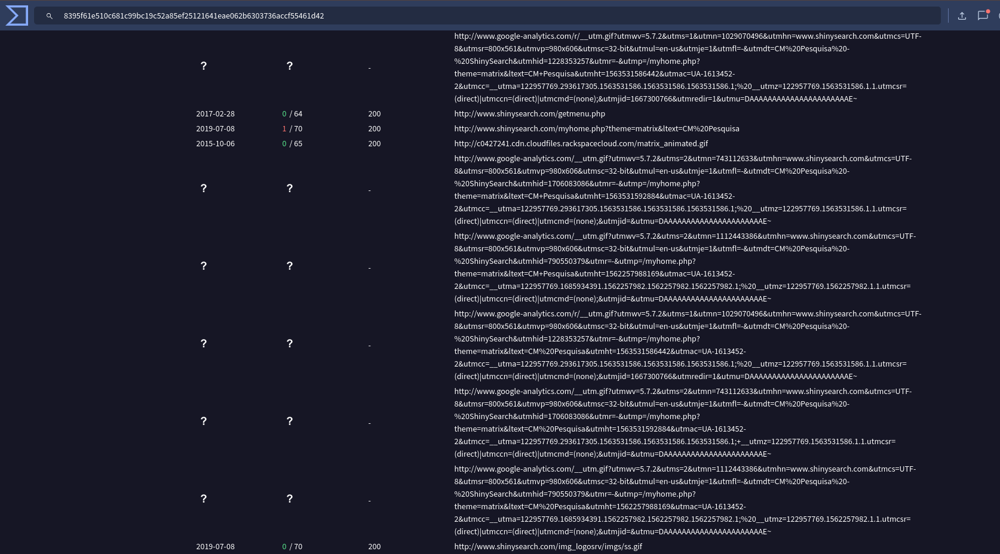 8395f61e510c681c99bc19c52a85ef25121641eae062b6303736accf55461d42
http://www.google-analytics.com/r/__utm.gif?utmwv=5.7.2&utms=1&utmn=1029070496&utmhn=www.shinysearch.com&utmcs=UTF-
8&utmsr=800x561&utmvp=980x606&utmsc=32-bit&utmul=en-us&utmje=1&utmfl=-&utmdt=CM%20Pesquisa%20-
%20ShinySearch&utmhid=1228353257&utmr=-&utmp=/myhome.php?
? ? -
theme=matrix&ltext=CM+Pesquisa&utmht=1563531586442&utmac=UA-1613452-
2&utmcc=__utma=122957769.293617305.1563531586.1563531586.1563531586.1;%20__utmz=122957769.1563531586.1.1.utmcsr=
(direct)|utmccn=(direct)|utmcmd=(none);&utmjid=1667300766&utmredir=1&utmu=DAAAAAAAAAAAAAAAAAAAAAAE~
2017-02-28 0 / 64 200 http://www.shinysearch.com/getmenu.php
2019-07-08 1 / 70 200 http://www.shinysearch.com/myhome.php?theme=matrix&ltext=CM%20Pesquisa
2015-10-06 0 / 65 200 http://c0427241.cdn.cloudfiles.rackspacecloud.com/matrix_animated.gif
http://www.google-analytics.com/__utm.gif?utmwv=5.7.2&utms=2&utmn=743112633&utmhn=www.shinysearch.com&utmcs=UTF-
8&utmsr=800x561&utmvp=980x606&utmsc=32-bit&utmul=en-us&utmje=1&utmfl=-&utmdt=CM%20Pesquisa%20-
%20ShinySearch&utmhid=1706083086&utmr=-&utmp=/myhome.php?
? ? -
theme=matrix&ltext=CM+Pesquisa&utmht=1563531592884&utmac=UA-1613452-
2&utmcc=__utma=122957769.293617305.1563531586.1563531586.1563531586.1;%20__utmz=122957769.1563531586.1.1.utmcsr=
(direct)|utmccn=(direct)|utmcmd=(none);&utmjid=&utmu=DAAAAAAAAAAAAAAAAAAAAAAE~
http://www.google-analytics.com/__utm.gif?utmwv=5.7.2&utms=2&utmn=1112443386&utmhn=www.shinysearch.com&utmcs=UTF-
8&utmsr=800x561&utmvp=980x606&utmsc=32-bit&utmul=en-us&utmje=1&utmfl=-&utmdt=CM%20Pesquisa%20-
%20ShinySearch&utmhid=790550379&utmr=-&utmp=/myhome.php?
? ? -
theme=matrix&ltext=CM+Pesquisa&utmht=1562257988169&utmac=UA-1613452-
2&utmcc=__utma=122957769.1685934391.1562257982.1562257982.1562257982.1;%20__utmz=122957769.1562257982.1.1.utmcsr=
(direct)|utmccn=(direct)|utmcmd=(none);&utmjid=&utmu=DAAAAAAAAAAAAAAAAAAAAAAE~
http://www.google-analytics.com/r/__utm.gif?utmwv=5.7.2&utms=1&utmn=1029070496&utmhn=www.shinysearch.com&utmcs=UTF-
8&utmsr=800x561&utmvp=980x606&utmsc=32-bit&utmul=en-us&utmje=1&utmfl=-&utmdt=CM%20Pesquisa%20-
%20ShinySearch&utmhid=1228353257&utmr=-&utmp=/myhome.php?
? ? -
theme=matrix&ltext=CM%20Pesquisa&utmht=1563531586442&utmac=UA-1613452-
2&utmcc=__utma=122957769.293617305.1563531586.1563531586.1563531586.1;%20__utmz=122957769.1563531586.1.1.utmcsr=
(direct)|utmccn=(direct)|utmcmd=(none);&utmjid=1667300766&utmredir=1&utmu=DAAAAAAAAAAAAAAAAAAAAAAE~
http://www.google-analytics.com/__utm.gif?utmwv=5.7.2&utms=2&utmn=743112633&utmhn=www.shinysearch.com&utmcs=UTF-
8&utmsr=800x561&utmvp=980x606&utmsc=32-bit&utmul=en-us&utmje=1&utmfl=-&utmdt=CM%20Pesquisa%20-
%20ShinySearch&utmhid=1706083086&utmr=-&utmp=/myhome.php?
? ? -
theme=matrix&ltext=CM%20Pesquisa&utmht=1563531592884&utmac=UA-1613452-
2&utmcc=__utma=122957769.293617305.1563531586.1563531586.1563531586.1;+__utmz=122957769.1563531586.1.1.utmcsr=
(direct)|utmccn=(direct)|utmcmd=(none);&utmjid=&utmu=DAAAAAAAAAAAAAAAAAAAAAAE~
http://www.google-analytics.com/__utm.gif?utmwv=5.7.2&utms=2&utmn=1112443386&utmhn=www.shinysearch.com&utmcs=UTF-
8&utmsr=800x561&utmvp=980x606&utmsc=32-bit&utmul=en-us&utmje=1&utmfl=-&utmdt=CM%20Pesquisa%20-
%20ShinySearch&utmhid=790550379&utmr=-&utmp=/myhome.php?
? ? -
theme=matrix&ltext=CM%20Pesquisa&utmht=1562257988169&utmac=UA-1613452-
2&utmcc=__utma=122957769.1685934391.1562257982.1562257982.1562257982.1;%20__utmz=122957769.1562257982.1.1.utmcsr=
(direct)|utmccn=(direct)|utmcmd=(none);&utmjid=&utmu=DAAAAAAAAAAAAAAAAAAAAAAE~
2019-07-08 0 / 70 200 http://www.shinysearch.com/img_logosrv/imgs/ss.gif